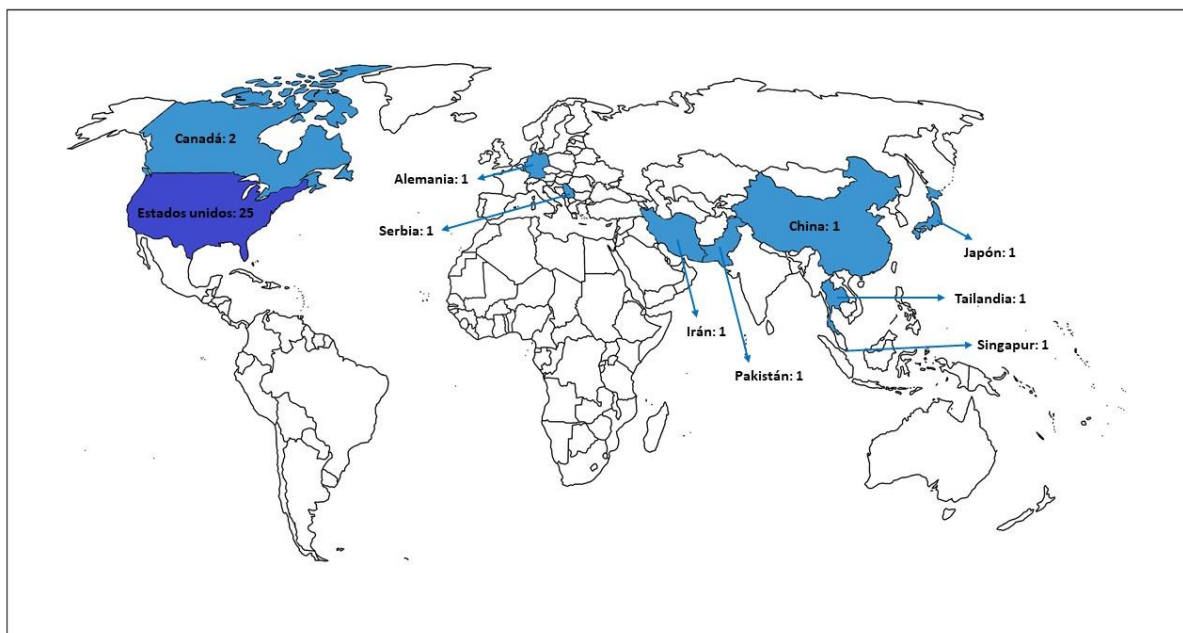 Canadá: 2
Estados unidos: 25
Alemania: 1
Serbia: 1
China: 1
Japón: 1
Tailandia: 1
Irán: 1
Singapur: 1
Pakistán: 1